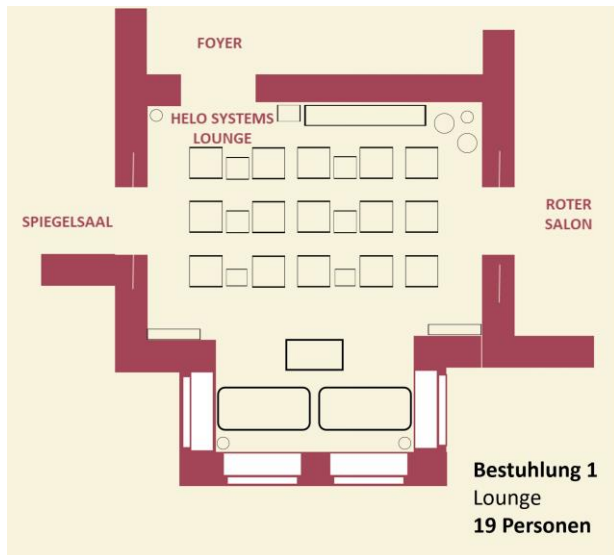 FOYER
HELO SYSTEMS
LOUNGE
SPIEGELSAAL
ROTER
SALON
Bestuhlung 1
Lounge
19 Personen